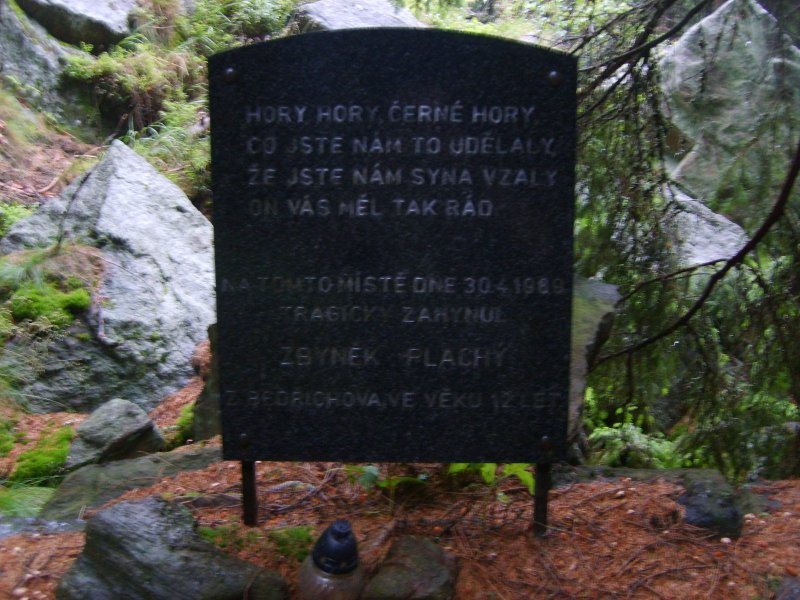 HORY HORY, ČERNÉ HORY,
CO JSTE NÁM TO UDĚLALY,
ŽE JSTE NÁM SYNA VZALY
ON VÁS MĚL TAK RÁD
NA TOMTO MÍSTĚ DNE 30.4.1989
TRAGICKY ZAHYNUL
ZBYNĚK PLACHÝ
Z BEDŘICHOVA, VE VĚKU 12 LET